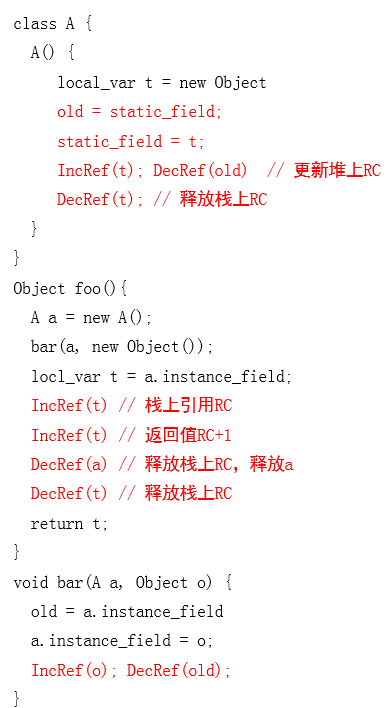 class A {
A() {
local_var t = new Object
old = static_field;
static_field = t;
IncRef(t); DecRef(old) // 更新堆上RC
DecRef(t); // 释放栈上RC
}
}
Object foo(){
A a = new A();
bar(a, new Object());
locl_var t = a.instance_field;
IncRef(t) // 栈上引用RC
IncRef(t) // 返回值RC+1
DecRef(a) // 释放栈上RC，释放a
DecRef(t) // 释放栈上RC
return t;
}
void bar(A a, Object o) {
old = a.instance_field
a.instance_field = o;
IncRef(o); DecRef(old);
}